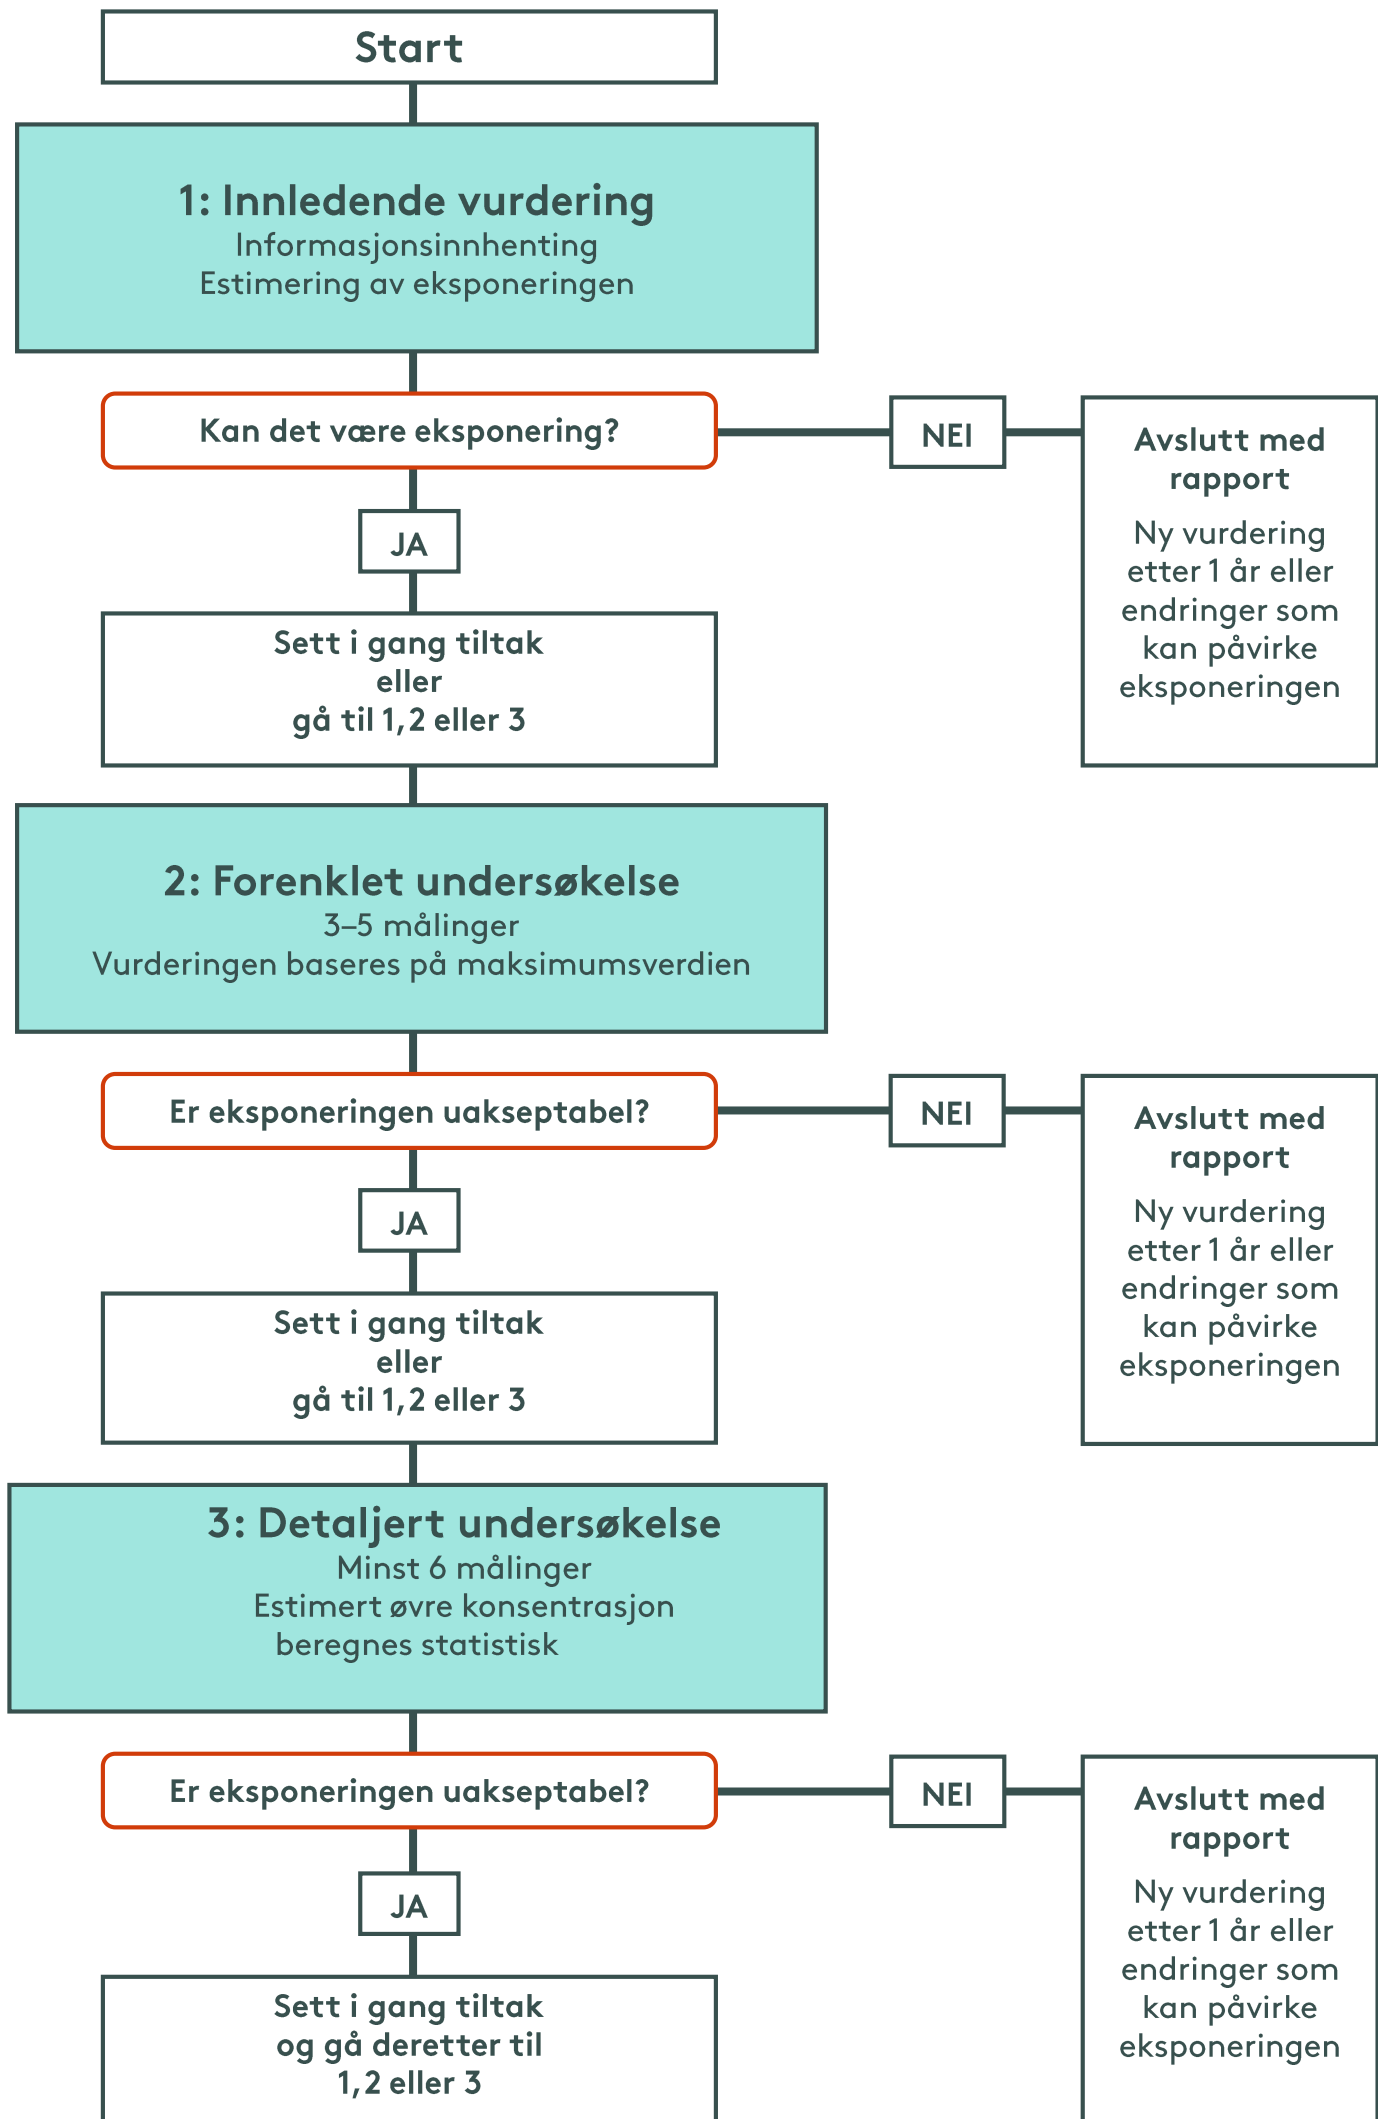 Start
1: Innledende vurdering
Informasjonsinnhenting
Estimering av eksponeringen
Kan det være eksponering?
NEI
Avslutt med
rapport
Ny vurdering
etter 1 år eller
endringer som
kan påvirke
eksponeringen
JA
Sett i gang tiltak
eller
gå til 1, 2 eller 3
2: Forenklet undersøkelse
3–5 målinger
Vurderingen baseres på maksimumsverdien
Er eksponeringen uakseptabel?
NEI
Avslutt med
rapport
Ny vurdering
etter 1 år eller
endringer som
kan påvirke
eksponeringen
JA
Sett i gang tiltak
eller
gå til 1, 2 eller 3
3: Detaljert undersøkelse
Minst 6 målinger
Estimert øvre konsentrasjon
beregnes statistisk
Er eksponeringen uakseptabel?
NEI
Avslutt med
rapport
Ny vurdering
etter 1 år eller
endringer som
kan påvirke
eksponeringen
JA
Sett i gang tiltak
og gå deretter til
1, 2 eller 3